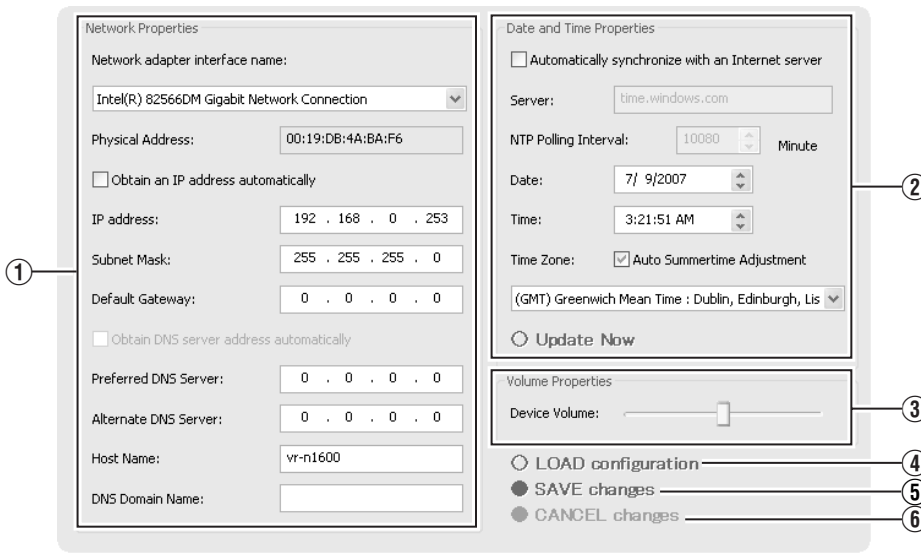 Network Properties
Network adapter interface name:
Intel(R) 82566DM Gigabit Network Connection
Physical Address: 00:19:DB:4A:BA:F6
Obtain an IP address automatically
IP address: 192 . 168 . 0 . 253
Subnet Mask: 255 . 255 . 255 . 0
Default Gateway: 0 . 0 . 0 . 0
Obtain DNS server address automatically
Preferred DNS Server: 0 . 0 . 0 . 0
Alternate DNS Server: 0 . 0 . 0 . 0
Host Name: vr-n1600
DNS Domain Name:
①
Date and Time Properties
Automatically synchronize with an Internet server
Server: time.windows.com
NTP Polling Interval: 10080 Minute
Date: 7/ 9/2007
Time: 3:21:51 AM
Time Zone: Auto Summertime Adjustment
(GMT) Greenwich Mean Time : Dublin, Edinburgh, Lis
Update Now
②
Volume Properties
Device Volume:
③
LOAD configuration ④
SAVE changes ⑤
CANCEL changes ⑥